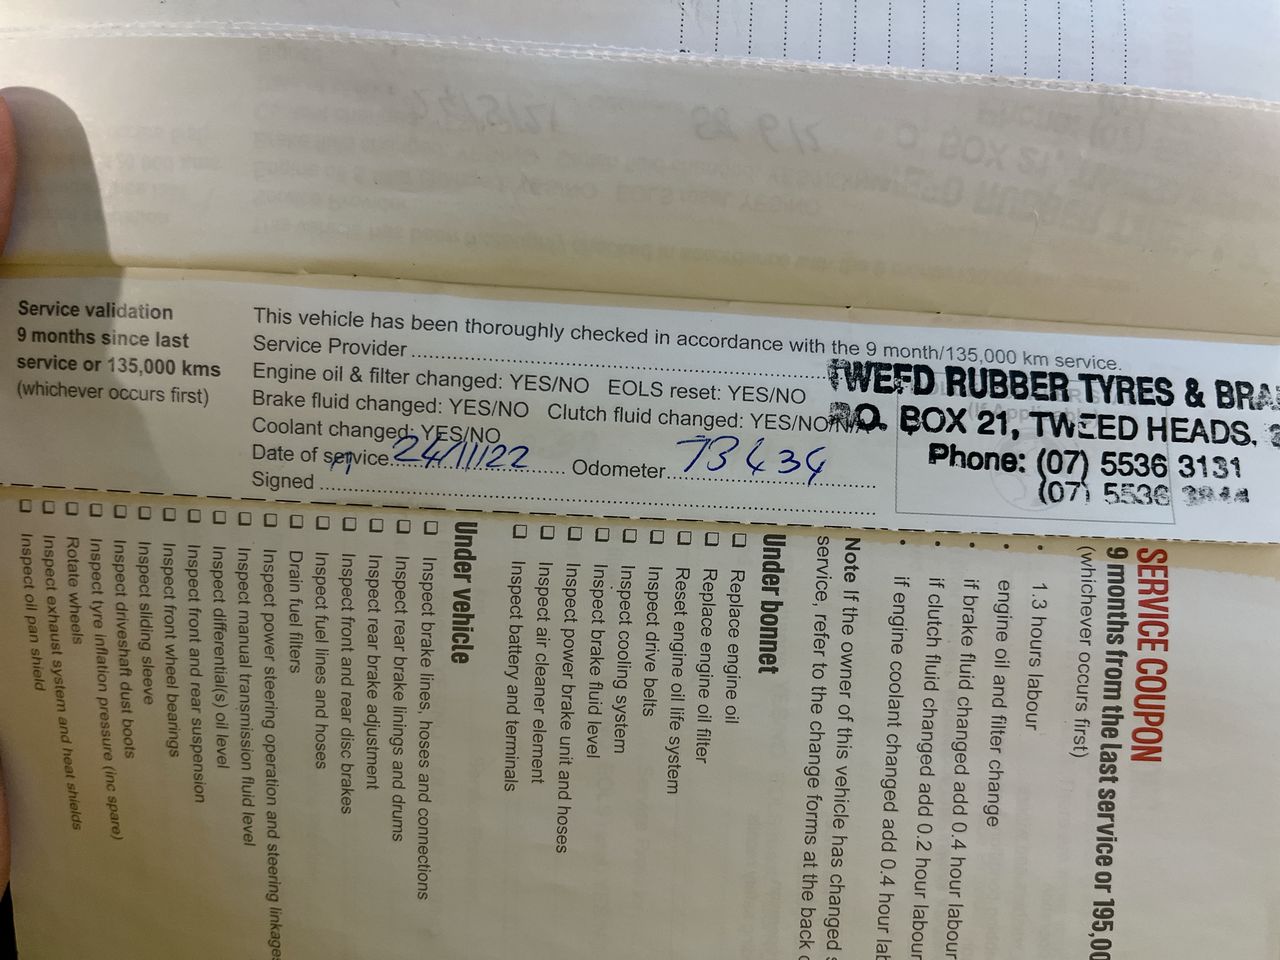 Service validation
9 months since last
service or 135,000 kms
(whichever occurs first)
This vehicle has been thoroughly checked in accordance with the 9 month/135,000 km service.
Service Provider
Engine oil & filter changed: YES/NO EOLS reset: YES/NO
Brake fluid changed: YES/NO Clutch fluid changed: YES/NO/N/A
Coolant changed: YES/NO
Date of service 24/11/22 Odometer 73434
Signed
TWEED RUBBER TYRES &
P.O. BOX 21, TWEED HEADS,
Phone: (07) 5536 3131
(07) 5536
SERVICE COUPON
9 months from the last service or
(whichever occurs first)
• 1.3 hours labour
engine oil and filter change
• if brake fluid changed add 0.4 hour labour
• if clutch fluid changed add 0.2 hour labour
• if engine coolant changed add 0.4 hour
Note If the owner of this vehicle has changed
service, refer to the change forms at the back
Under bonnet
Replace engine oil
Replace engine oil filter
Reset engine oil life system
Inspect drive belts
Inspect cooling system
Inspect brake fluid level
Inspect power brake unit and hoses
Inspect air cleaner element
Inspect battery and terminals
Under vehicle
Inspect brake lines, hoses and connections
Inspect rear brake linings and drums
Inspect rear brake adjustment
Inspect front and rear disc brakes
Inspect fuel lines and hoses
Drain fuel filters
Inspect power steering operation and steering linkages
Inspect manual transmission fluid level
Inspect differential(s) oil level
Inspect front and rear suspension
Inspect front wheel bearings
Inspect sliding sleeve
Inspect driveshaft dust boots
Inspect tyre inflation pressure (inc spare)
Rotate wheels
Inspect exhaust system and heat shields
Inspect oil pan shield